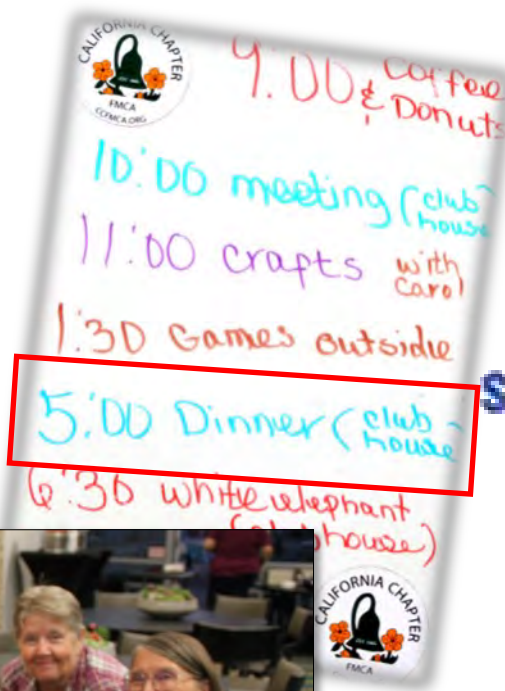 CALIFORNIA CHAPTER
FMCA
CCFMCA.ORG
9:00 Coffee
& Donuts
10:00 meeting (club-
house
11:00 crafts with
Carol
1:30 Games outside
5:00 Dinner (club-
house
6:30 White elephant
house)
S
CALIFORNIA CHAPTER
FMCA